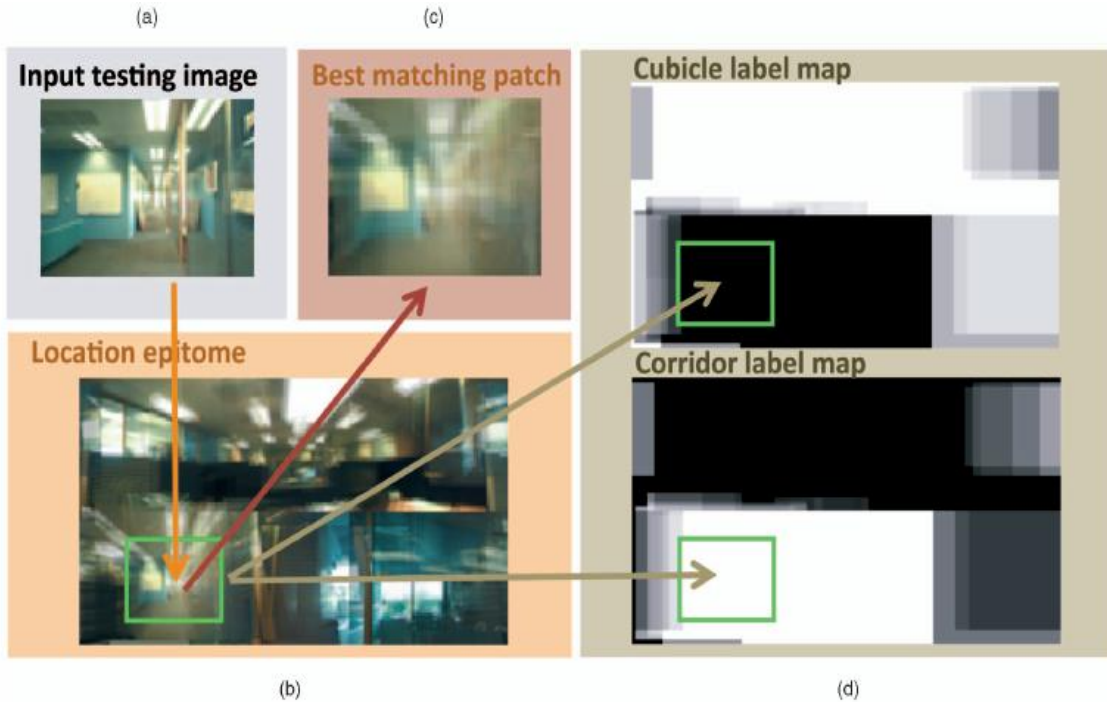 (a)
(c)
Input testing image
Best matching patch
Cubicle label map
Location epitome
Corridor label map
(b)
(d)